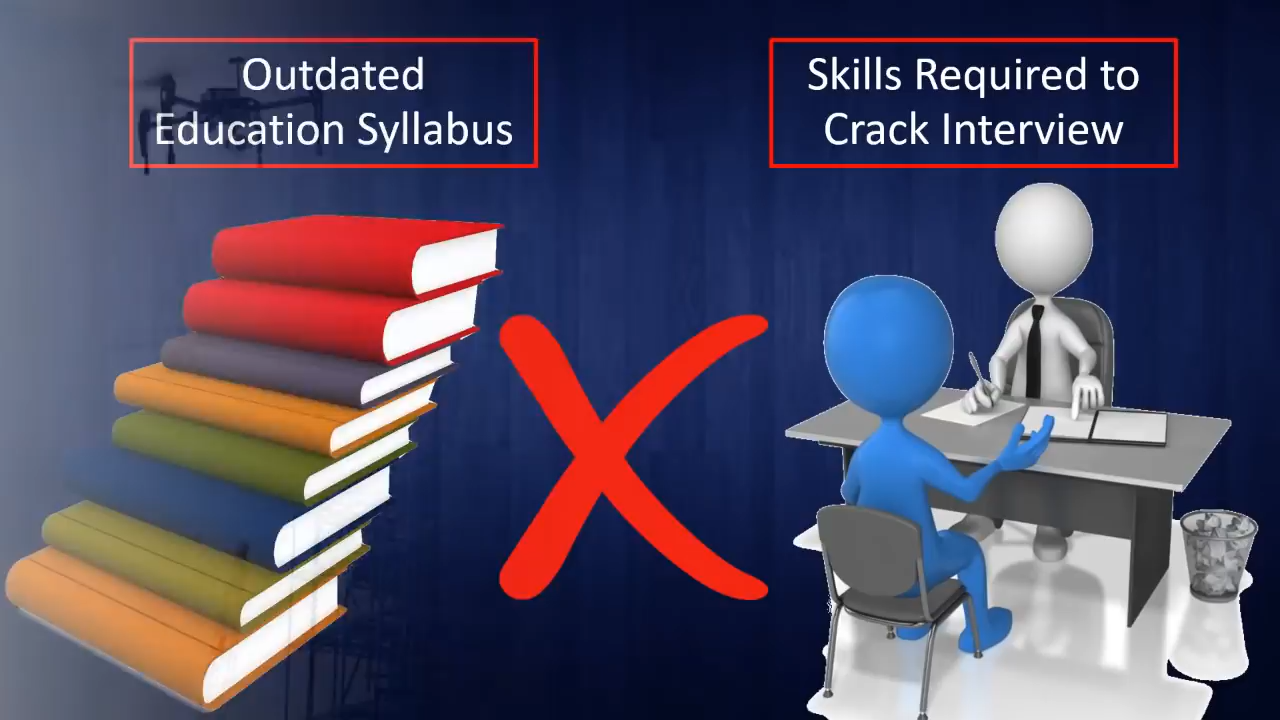 Outdated
Education Syllabus
Skills Required to
Crack Interview